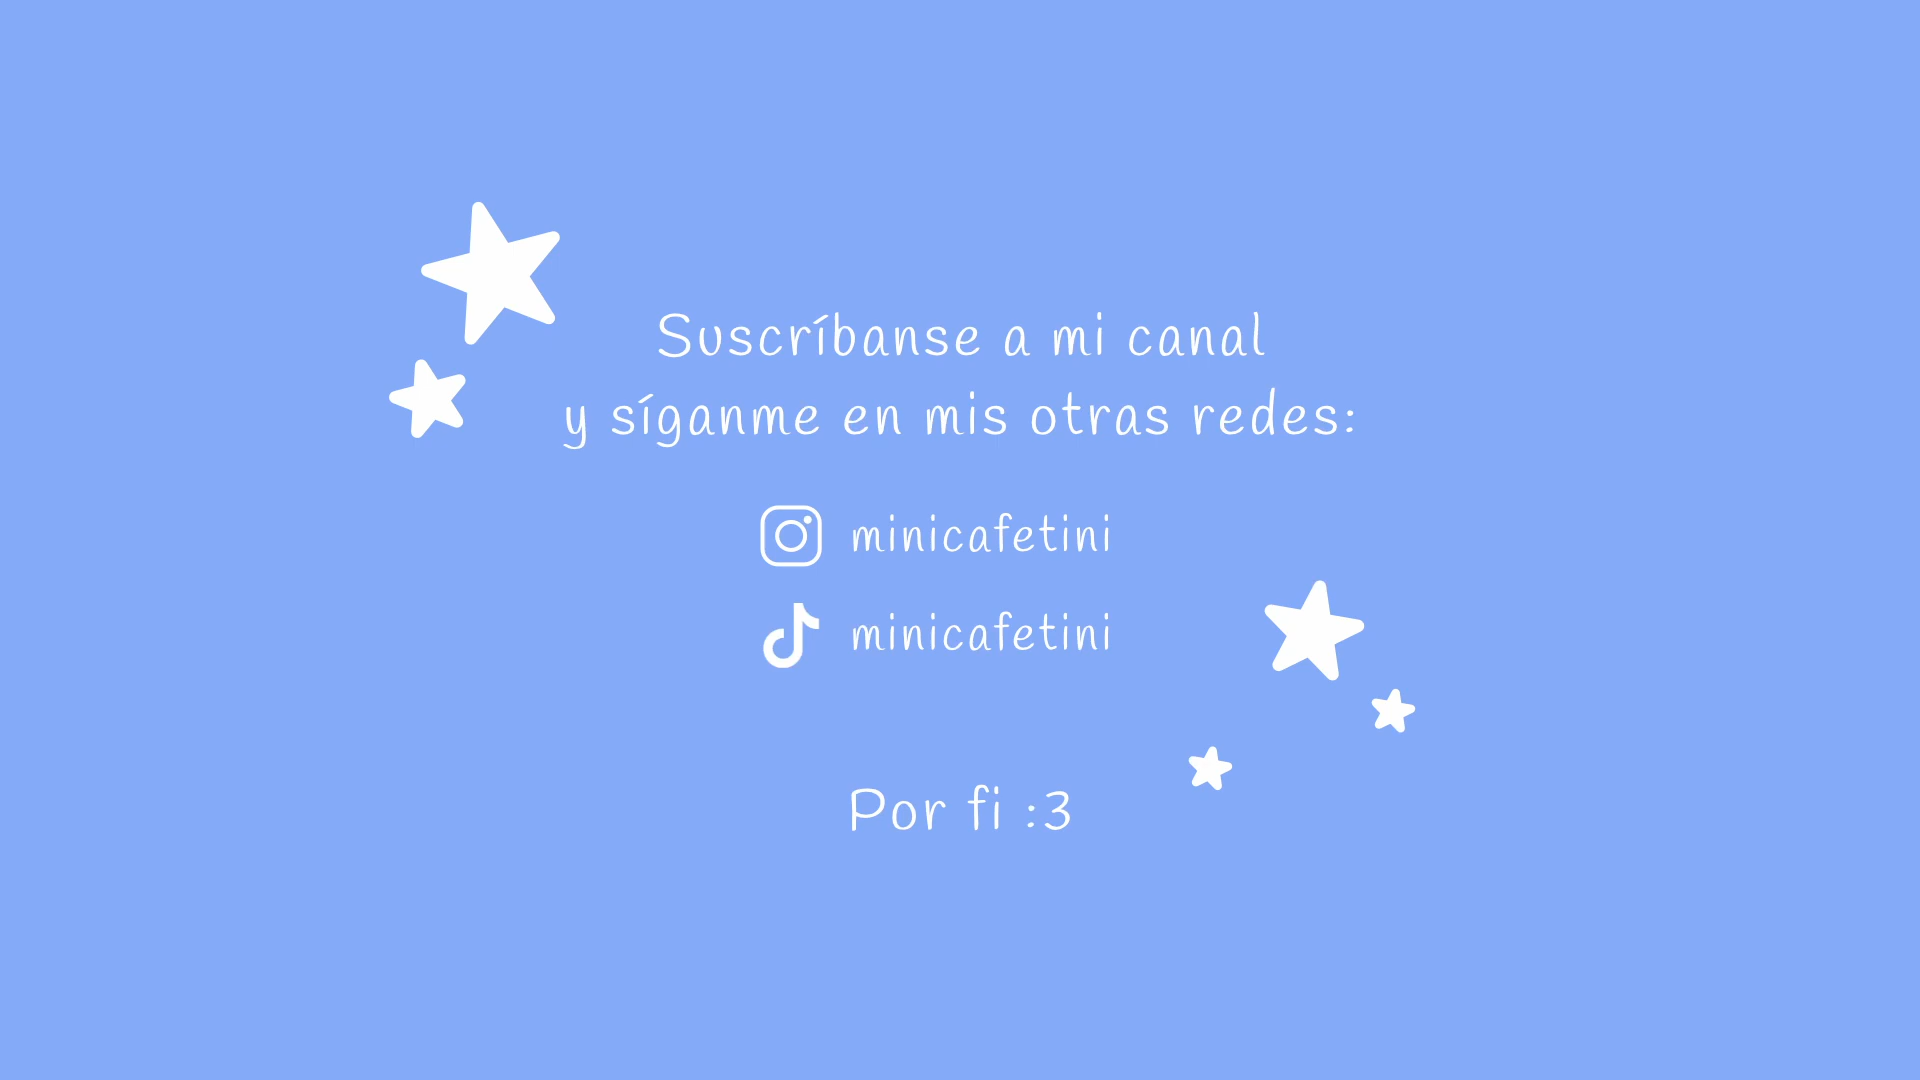 Suscríbanse a mi canal
y síganme en mis otras redes:
minicafetini
minicafetini
Por fi :3